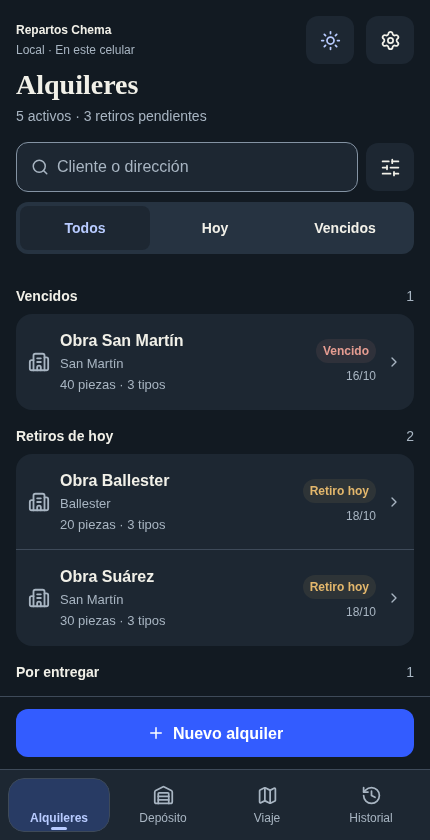 Repartos Chema
Local · En este celular
Alquileres
5 activos · 3 retiros pendientes
Cliente o dirección
Todos
Hoy
Vencidos
Vencidos
1
Obra San Martín
San Martín
40 piezas · 3 tipos
Vencido
16/10
Retiros de hoy
2
Obra Ballester
Ballester
20 piezas · 3 tipos
Retiro hoy
18/10
Obra Suárez
San Martín
30 piezas · 3 tipos
Retiro hoy
18/10
Por entregar
1
Nuevo alquiler
Alquileres
Depósito
Viaje
Historial